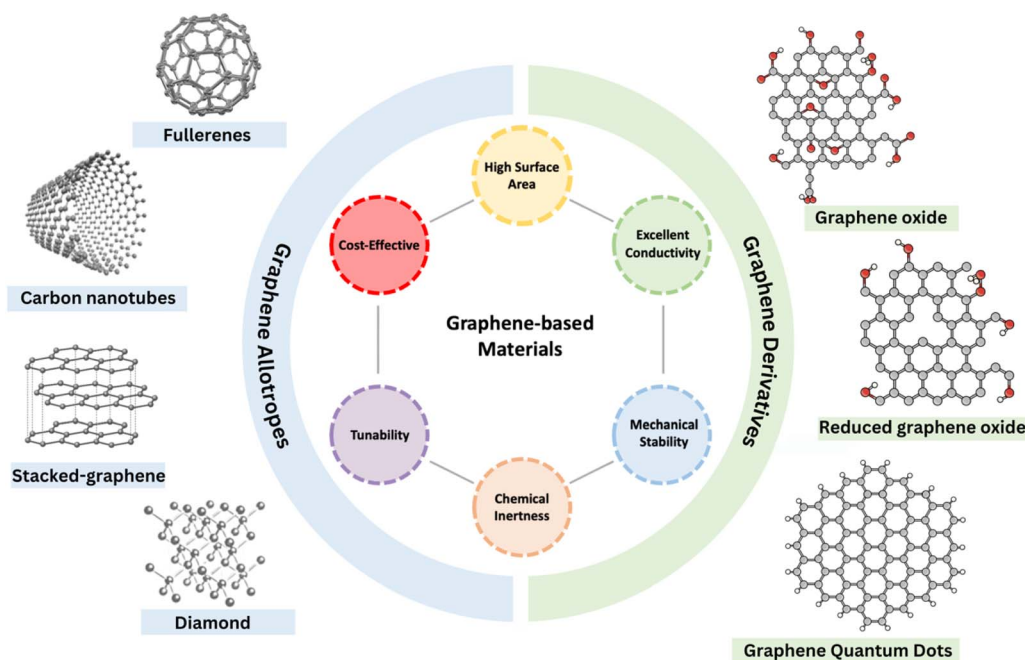 Fullerenes
Carbon nanotubes
Stacked-graphene
Diamond
Graphene Allotropes
High Surface
Area
Cost-Effective
Excellent
Conductivity
Graphene-based
Materials
Tunability
Mechanical
Stability
Chemical
Inertness
Graphene Derivatives
Graphene oxide
Reduced graphene oxide
Graphene Quantum Dots